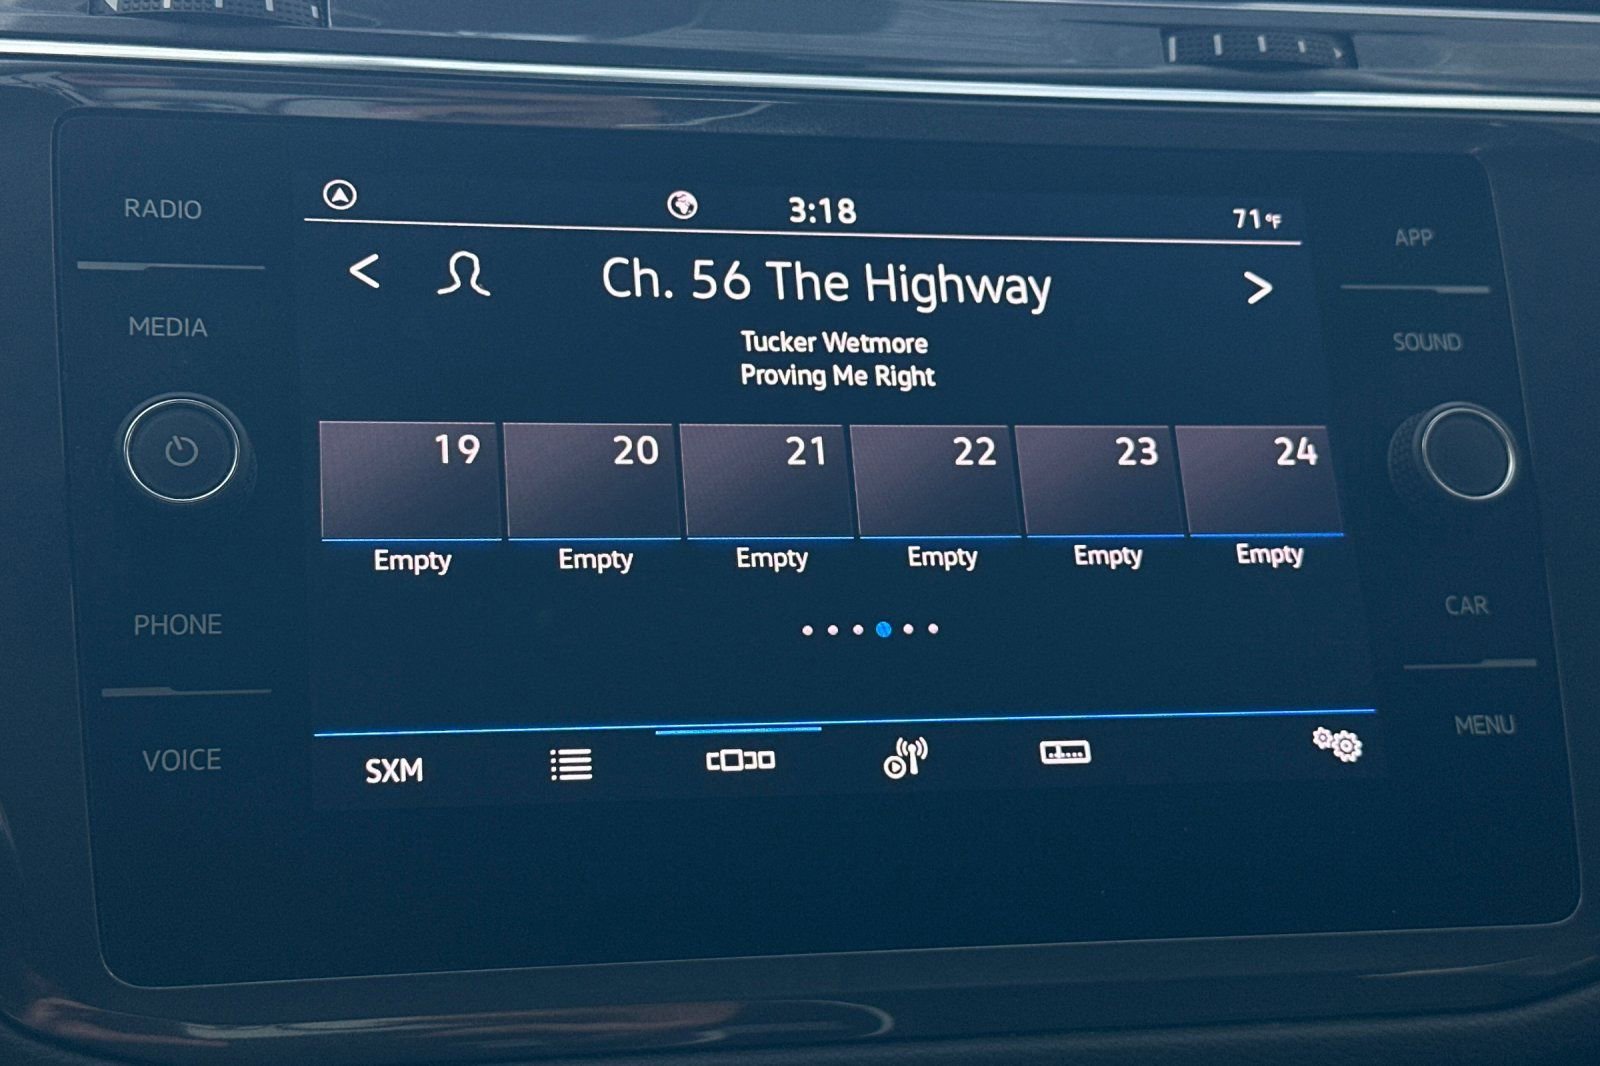 RADIO
MEDIA
PHONE
VOICE
3:18
71°F
< Ch. 56 The Highway >
Tucker Wetmore
Proving Me Right
19 20 21 22 23 24
Empty Empty Empty Empty Empty Empty
SXM
APP
SOUND
CAR
MENU